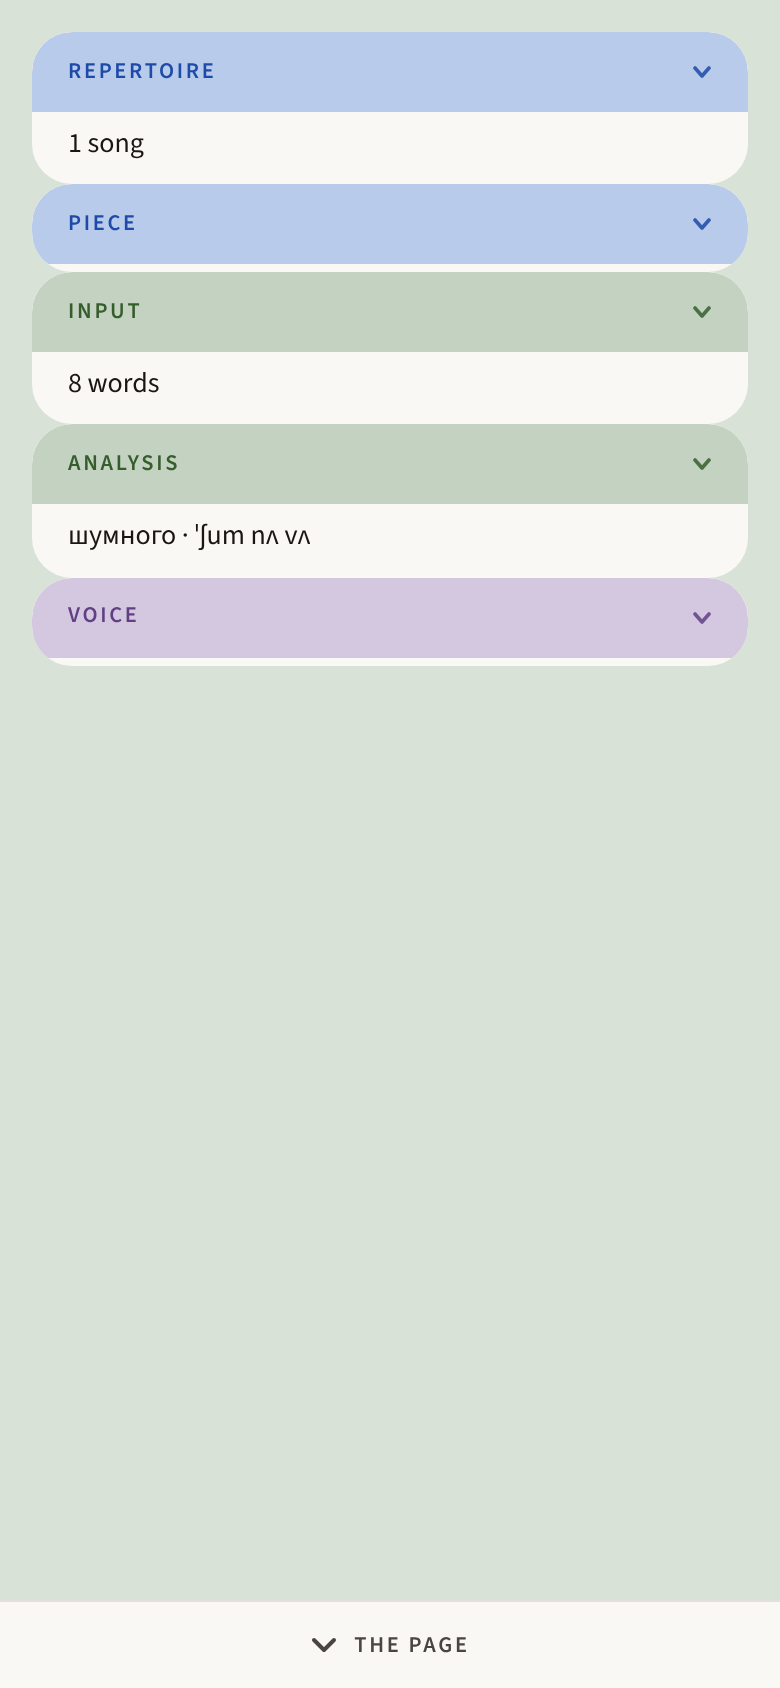 REPERTOIRE
1 song
PIECE
INPUT
8 words
ANALYSIS
шумного · ˈʃum nʌ vʌ
VOICE
THE PAGE